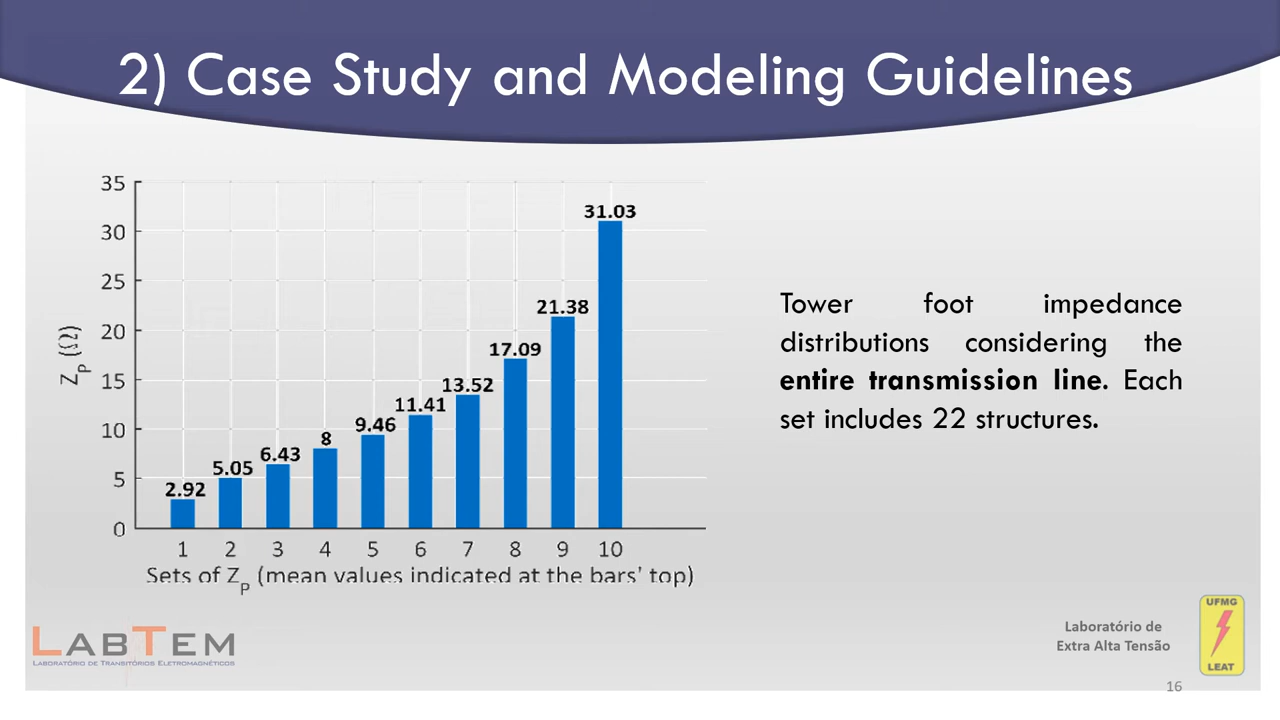 2) Case Study and Modeling Guidelines
35
30
25
20
15
10
5
0
Z_P (Ω)
2.92
5.05
6.43
8
9.46
11.41
13.52
17.09
21.38
31.03
1 2 3 4 5 6 7 8 9 10
Sets of Z_P (mean values indicated at the bars' top)
Tower foot impedance
distributions considering the
entire transmission line. Each
set includes 22 structures.
LABTEM
LABORATÓRIO DE TRANSITÓRIOS ELETROMAGNÉTICOS
Laboratório de
Extra Alta Tensão
UFMG
LEAT
16